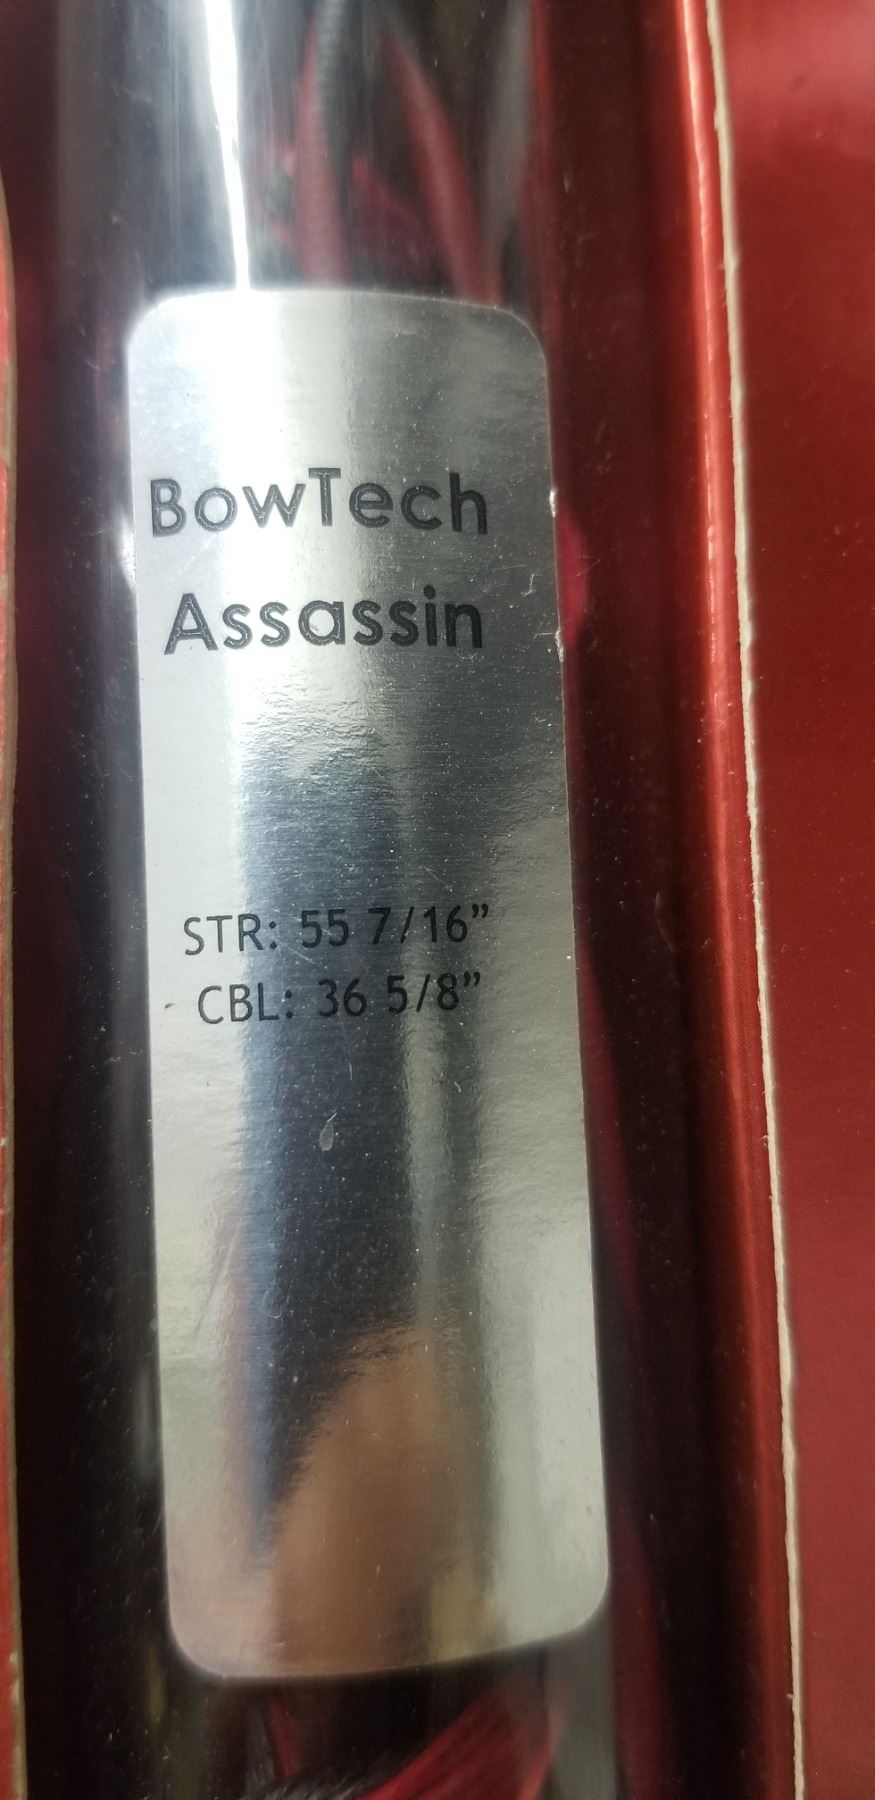 BowTech
Assassin
STR: 55 7/16”
CBL: 36 5/8”